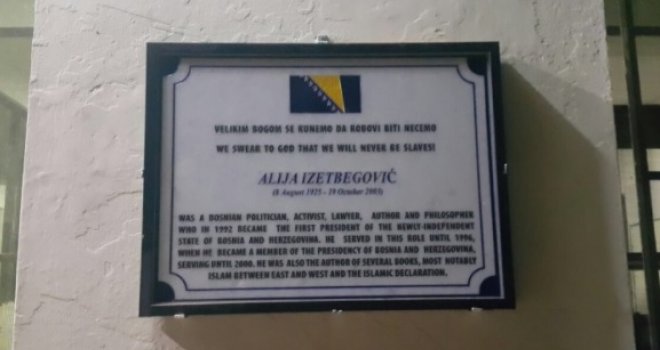 VELIKIM BOGOM SE KUNEMO DA ROBOVI BITI NEĆEMO
WE SWEAR TO GOD THAT WE WILL NEVER BE SLAVES!
ALIJA IZETBEGOVIĆ
(8 August 1925 - 19 October 2003)
WAS A BOSNIAN POLITICIAN, ACTIVIST, LAWYER, AUTHOR AND PHILOSOPHER
WHO IN 1992 BECAME THE FIRST PRESIDENT OF THE NEWLY-INDEPENDENT
STATE OF BOSNIA AND HERZEGOVINA. HE SERVED IN THIS ROLE UNTIL 1996,
WHEN HE BECAME A MEMBER OF THE PRESIDENCY OF BOSNIA AND HERZEGOVINA,
SERVING UNTIL 2000. HE WAS ALSO THE AUTHOR OF SEVERAL BOOKS, MOST NOTABLY
ISLAM BETWEEN EAST AND WEST AND THE ISLAMIC DECLARATION.